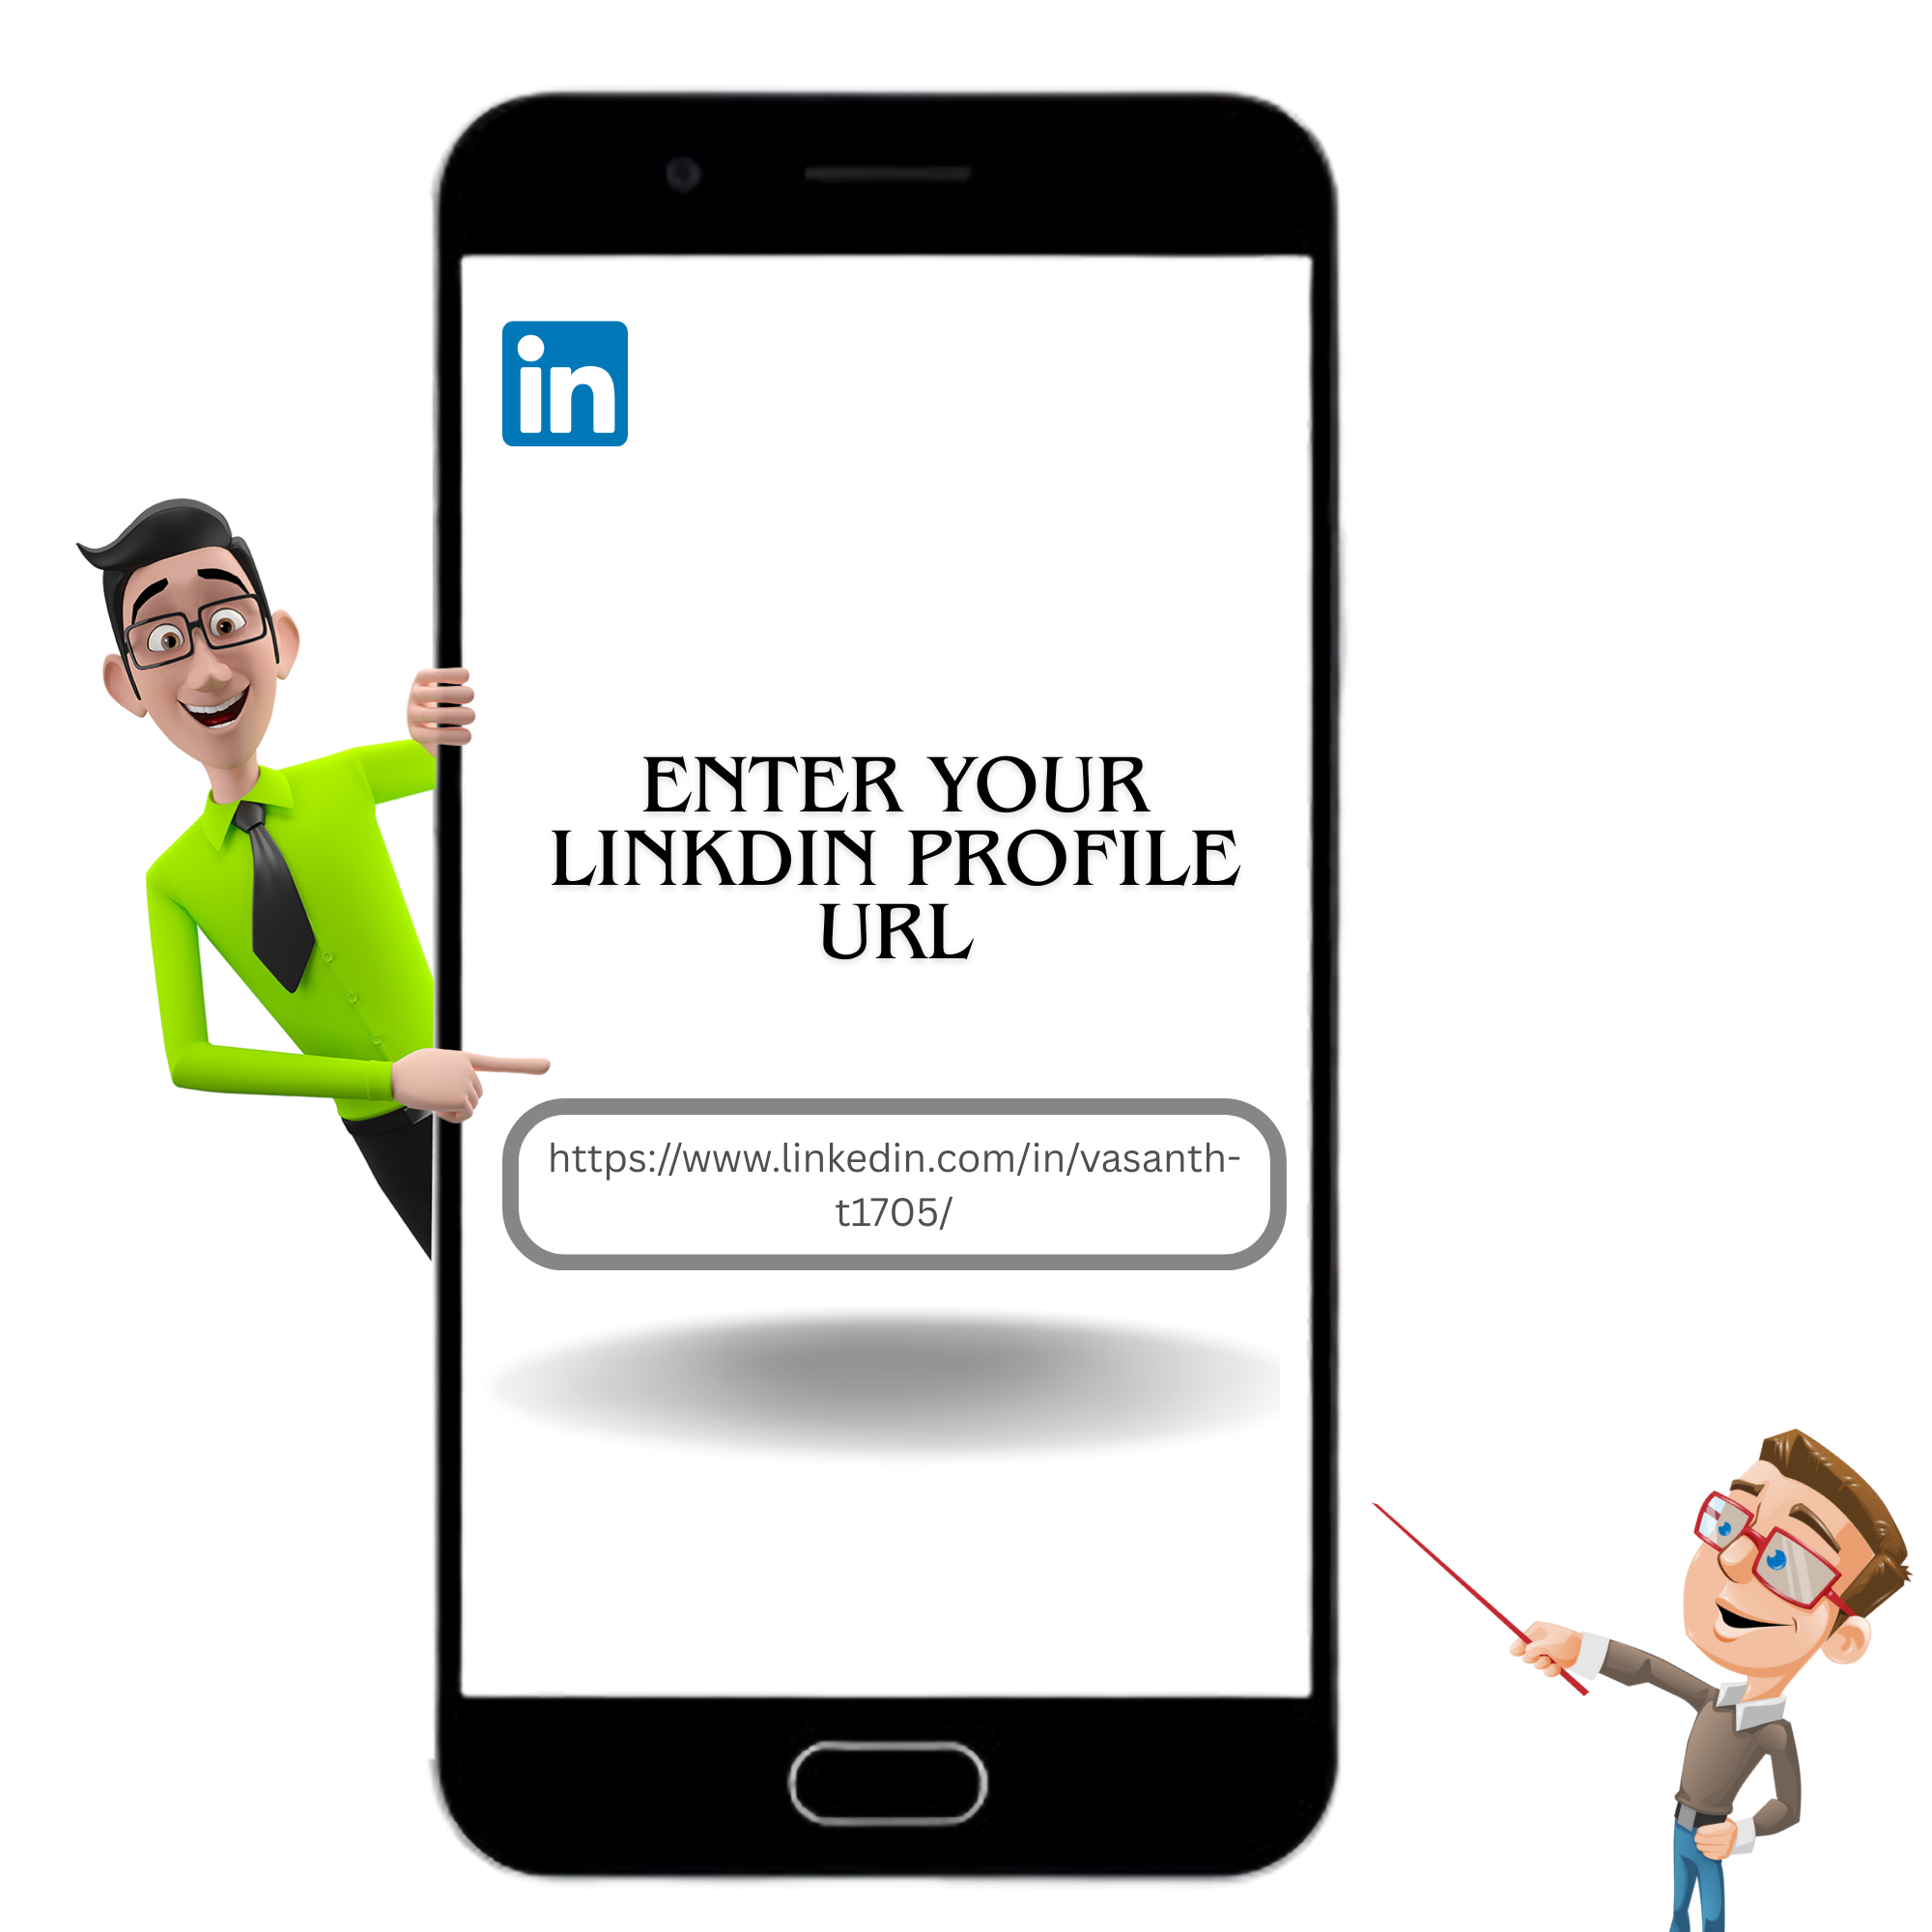 in
ENTER YOUR
LINKDIN PROFILE
URL
https://www.linkedin.com/in/vasanth-
t1705/